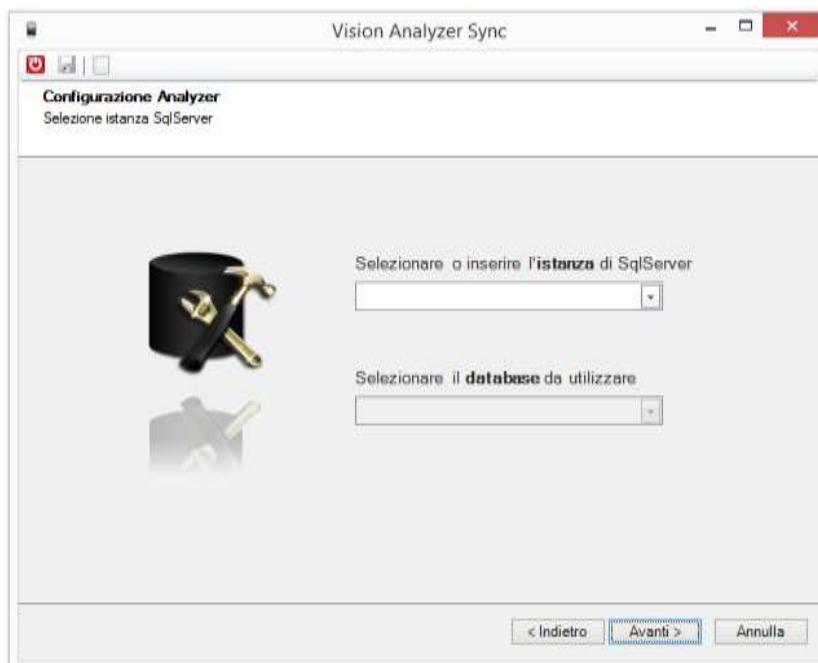 Vision Analyzer Sync
Configurazione Analyzer
Selezione istanza SqlServer
Selezionare o inserire l'istanza di SqlServer
Selezionare il database da utilizzare
< Indietro
Avanti >
Annulla